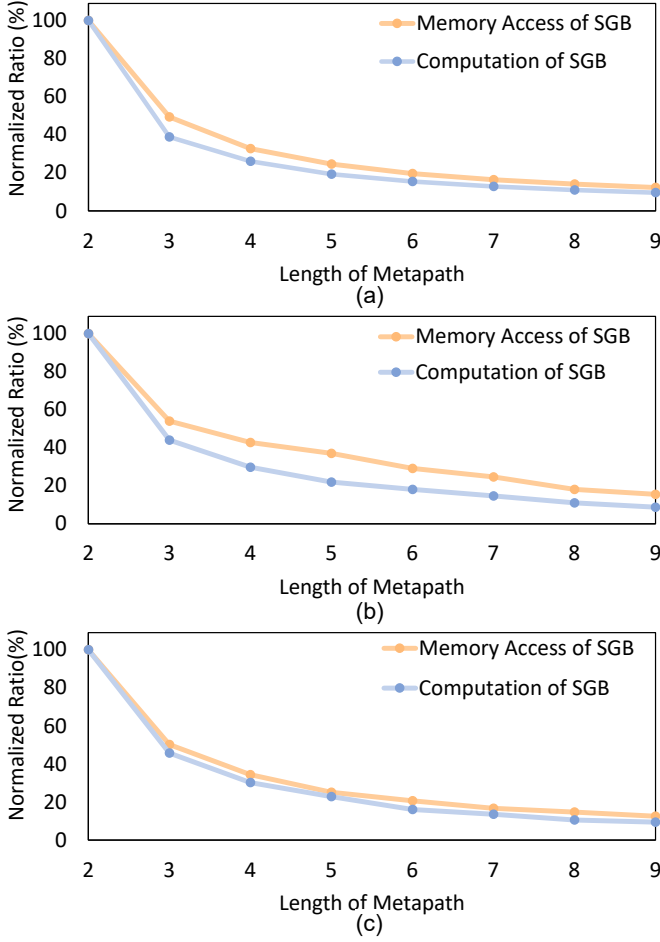 Normalized Ratio (%)
100
80
60
40
20
0
Memory Access of SGB
Computation of SGB
2 3 4 5 6 7 8 9
Length of Metapath
(a)
Normalized Ratio (%)
100
80
60
40
20
0
Memory Access of SGB
Computation of SGB
2 3 4 5 6 7 8 9
Length of Metapath
(b)
Normalized Ratio(%)
100
80
60
40
20
0
Memory Access of SGB
Computation of SGB
2 3 4 5 6 7 8 9
Length of Metapath
(c)